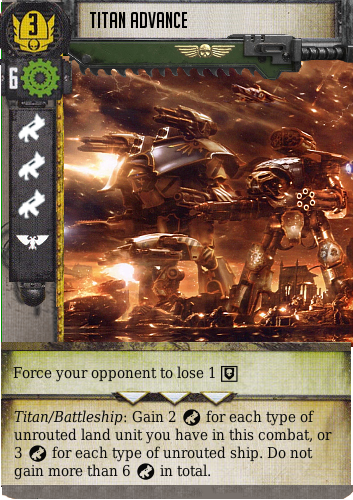 3
TITAN ADVANCE
6
Force your opponent to lose 1
Titan/Battleship: Gain 2 for each type of
unrouted land unit you have in this combat, or
3 for each type of unrouted ship. Do not
gain more than 6 in total.